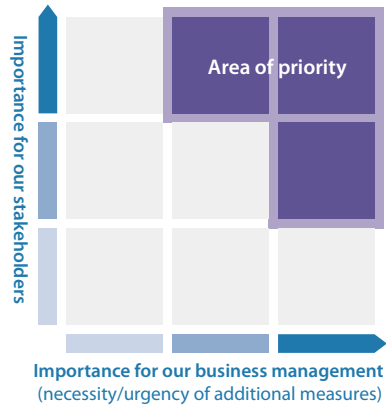 Area of priority
Importance for our stakeholders
Importance for our business management
(necessity/urgency of additional measures)